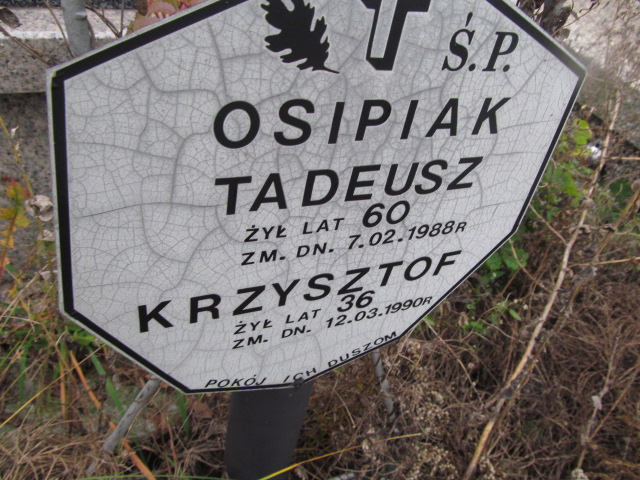 Ś.P.
OSIPIAK
TADEUSZ
ŻYŁ LAT 60
ZM. DN. 7.02.1988R
KRZYSZTOF
ŻYŁ LAT 36
ZM. DN. 12.03.1990R
POKÓJ ICH DUSZOM